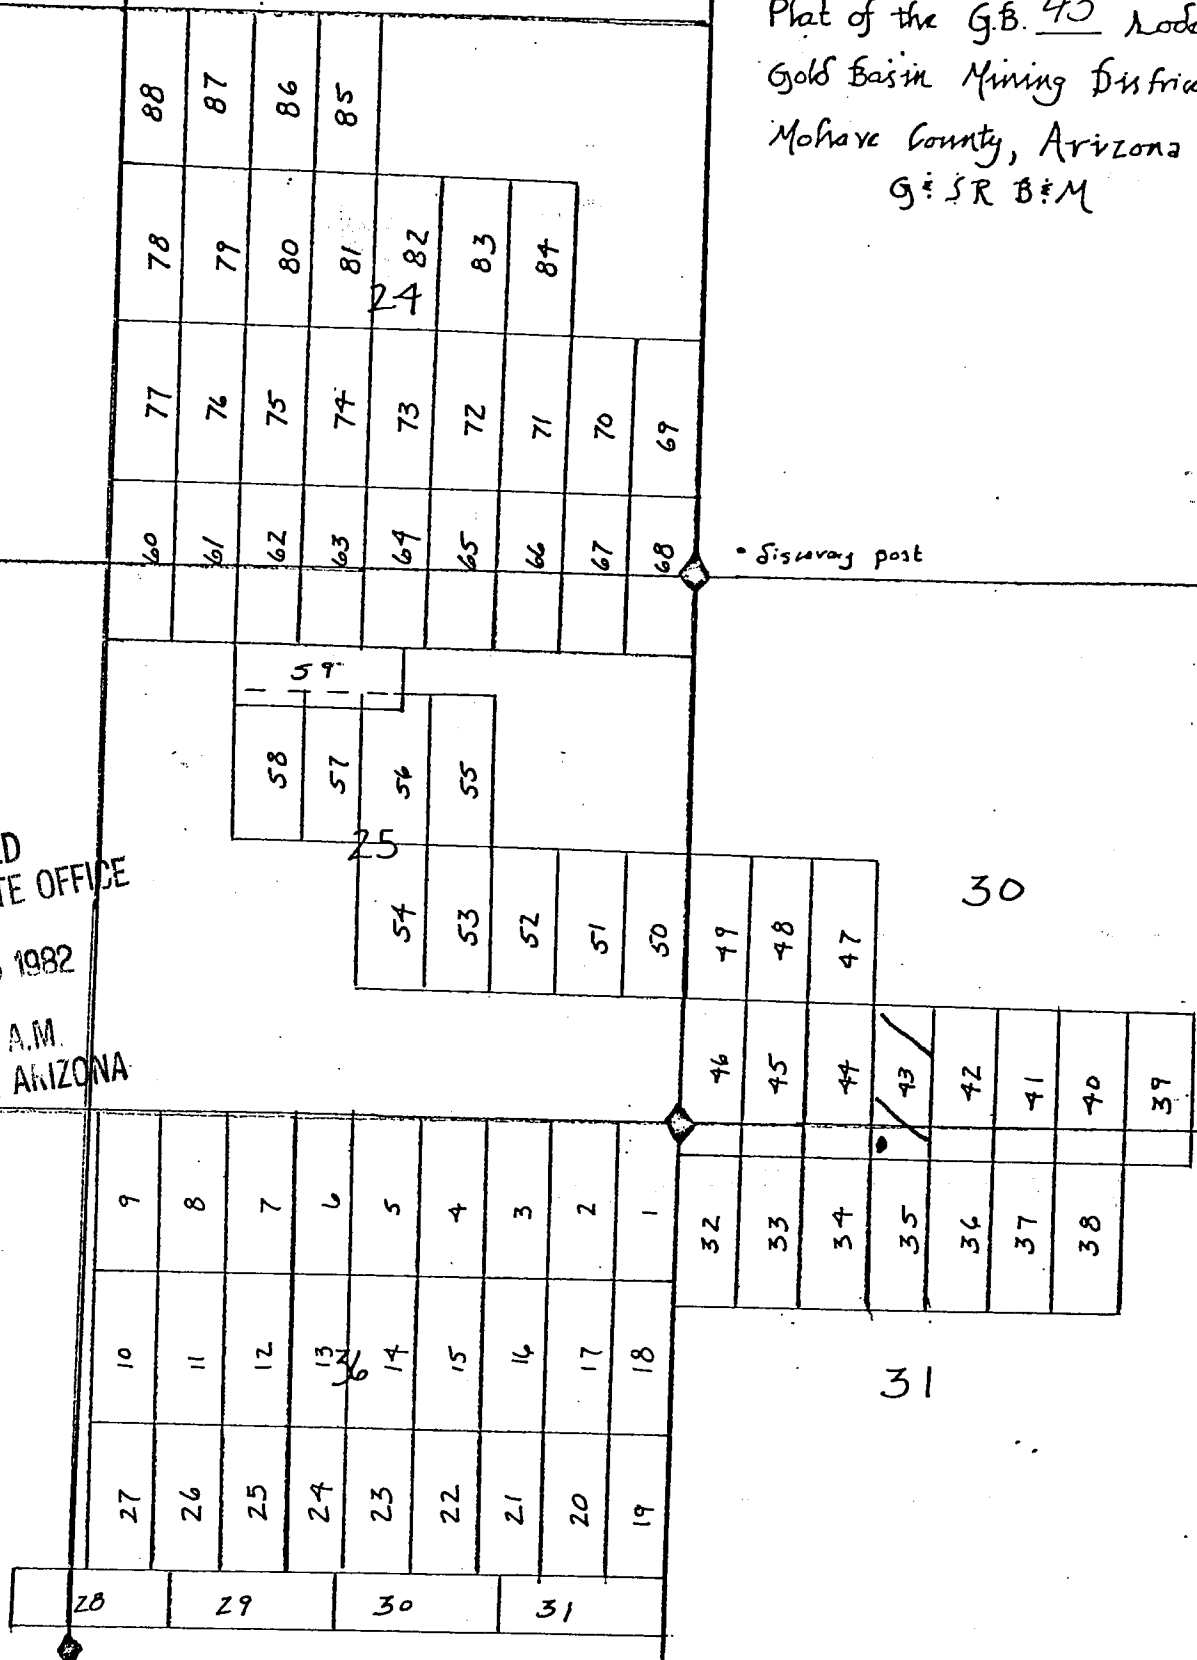 Plat of the G.B. 43 Lode
Gold Basin Mining District
Mohave County, Arizona
G & SR B & M
88 87 86 85
78 79 80 81 82 83 84
24
77 76 75 74 73 72 71 70 69
60 61 62 63 64 65 66 67 68
• discovery post
59
58 57 56 55
25
54 53 52 51 50 49 48 47
30
TE OFFICE
1982
A.M.
ARIZONA
46 45 44 43 42 41 40 39
9 8 7 6 5 4 3 2 1
32 33 34 35 36 37 38
10 11 12 13 14 15 16 17 18
36
31
27 26 25 24 23 22 21 20 19
28 29 30 31